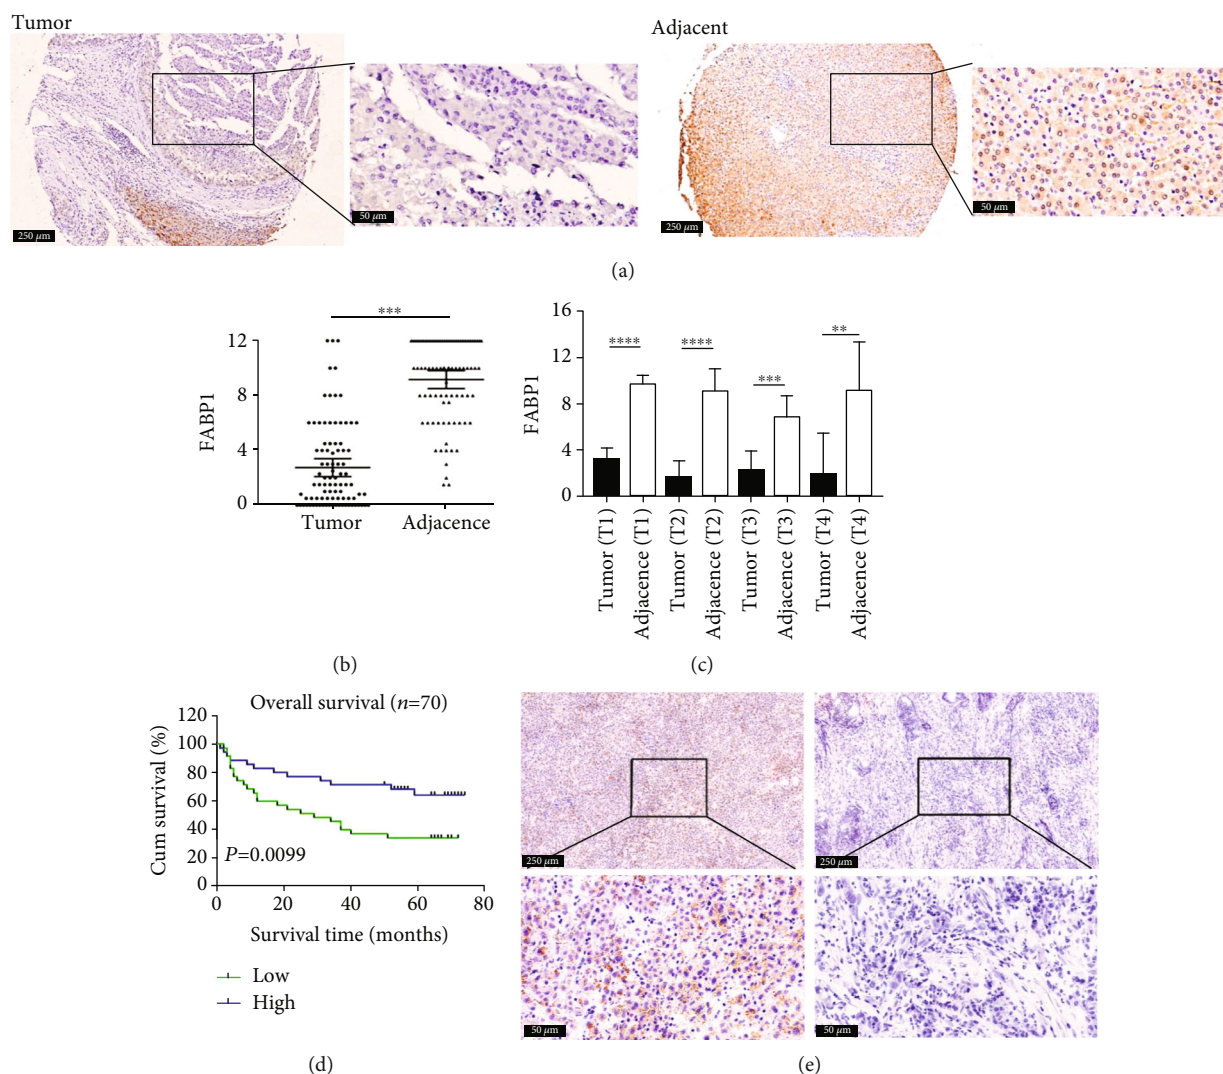 Tumor
Adjacent
250 μm
50 μm
250 μm
50 μm
(a)
***
12
8
4
0
FABP1
Tumor
Adjacence
(b)
16
12
8
4
0
FABP1
****
****
***
**
Tumor (T1)
Adjacence (T1)
Tumor (T2)
Adjacence (T2)
Tumor (T3)
Adjacence (T3)
Tumor (T4)
Adjacence (T4)
(c)
Overall survival (n=70)
120
100
80
60
40
20
0
Cum survival (%)
P=0.0099
0
20
40
60
80
Survival time (months)
Low
High
(d)
250 μm
250 μm
50 μm
50 μm
(e)